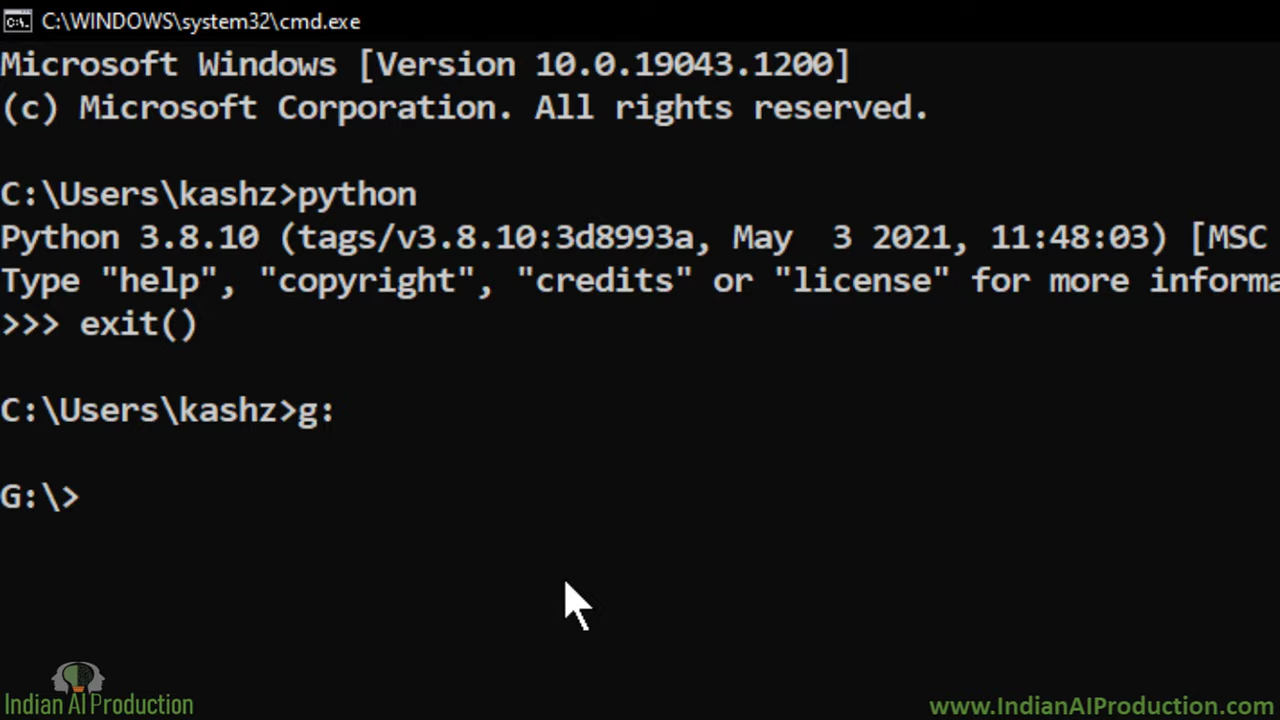 C:\WINDOWS\system32\cmd.exe
Microsoft Windows [Version 10.0.19043.1200]
(c) Microsoft Corporation. All rights reserved.
C:\Users\kashz>python
Python 3.8.10 (tags/v3.8.10:3d8993a, May  3 2021, 11:48:03) [MSC
Type "help", "copyright", "credits" or "license" for more informa
>>> exit()
C:\Users\kashz>g:
G:\>
Indian AI Production
www.IndianAIProduction.com